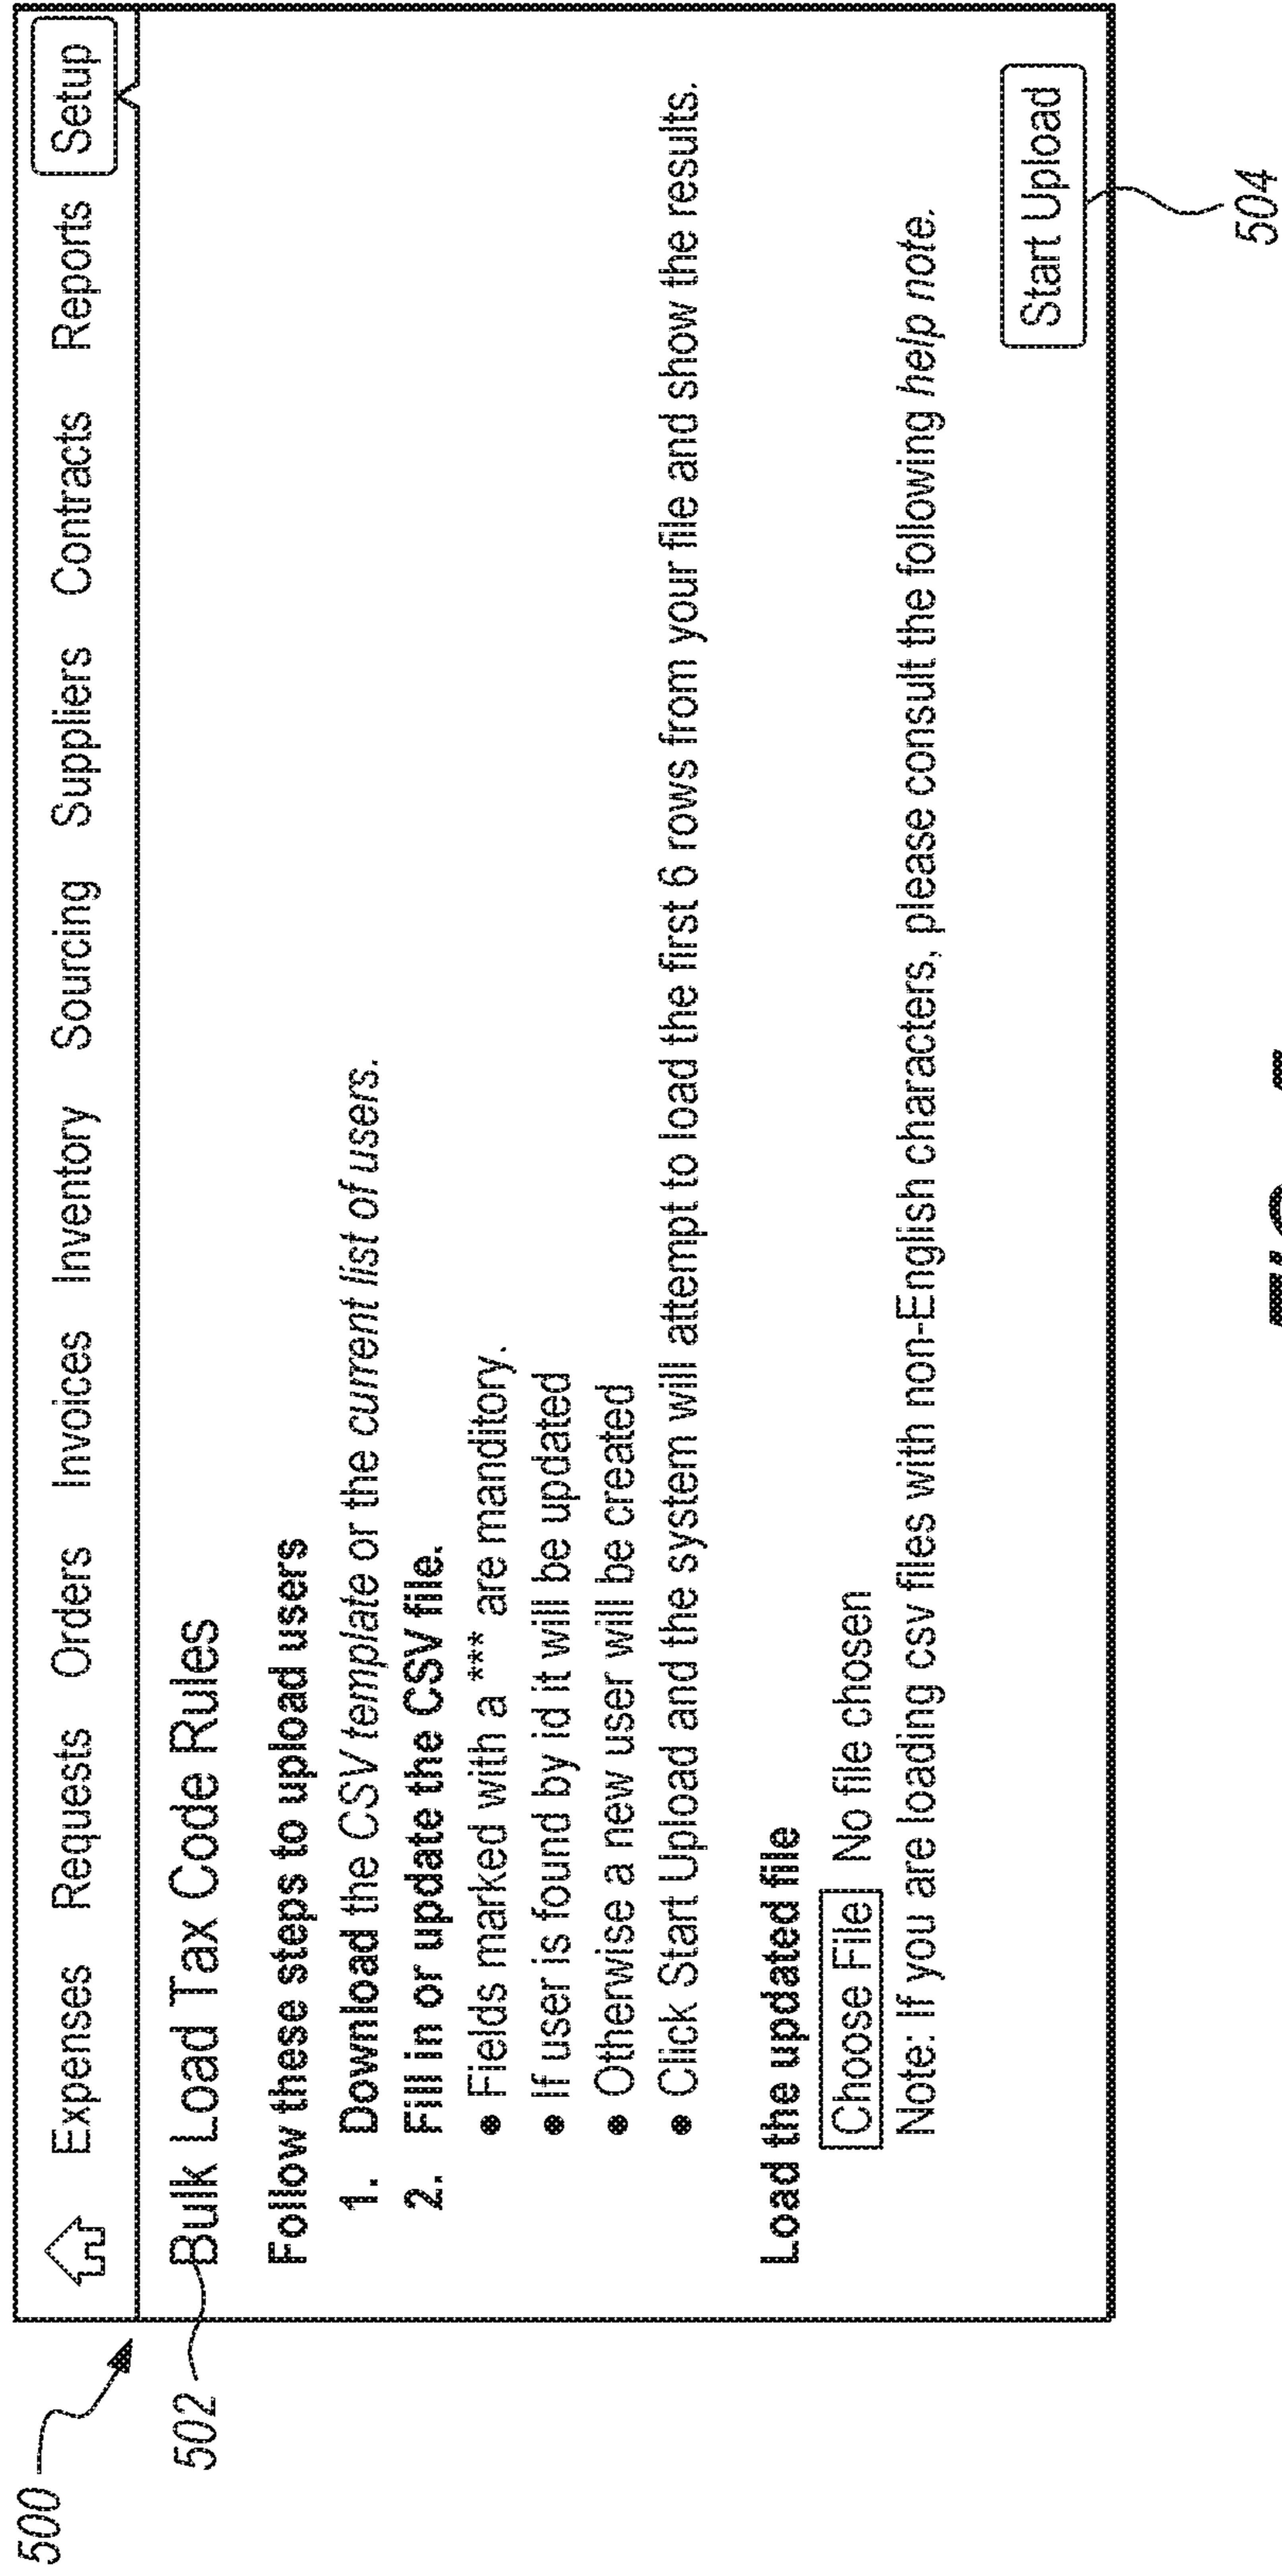 500
Expenses Requests Orders Invoices Inventory Sourcing Suppliers Contracts Reports Setup
502
Bulk Load Tax Code Rules
Follow these steps to upload users
1. Download the CSV template or the current list of users.
2. Fill in or update the CSV file.
• Fields marked with a *** are manditory.
• If user is found by id it will be updated
• Otherwise a new user will be created
• Click Start Upload and the system will attempt to load the first 6 rows from your file and show the results.
Load the updated file
Choose File No file chosen
Note: If you are loading csv files with non-English characters, please consult the following help note.
Start Upload
504